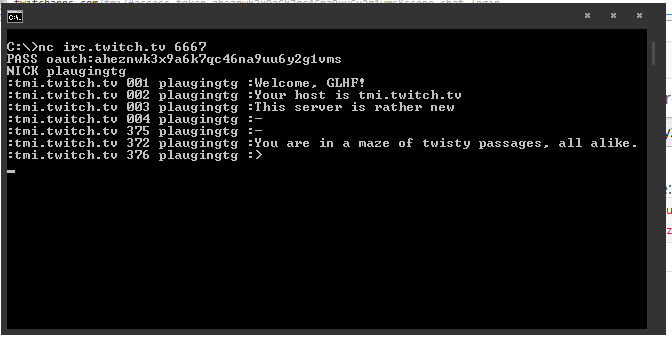 C:\>nc irc.twitch.tv 6667
PASS oauth:aheznwk3x9a6k7qc46na9uu6y2g1vms
NICK plaugingtg
:tmi.twitch.tv 001 plaugingtg :Welcome, GLHF!
:tmi.twitch.tv 002 plaugingtg :Your host is tmi.twitch.tv
:tmi.twitch.tv 003 plaugingtg :This server is rather new
:tmi.twitch.tv 004 plaugingtg :-
:tmi.twitch.tv 375 plaugingtg :-
:tmi.twitch.tv 372 plaugingtg :You are in a maze of twisty passages, all alike.
:tmi.twitch.tv 376 plaugingtg :>